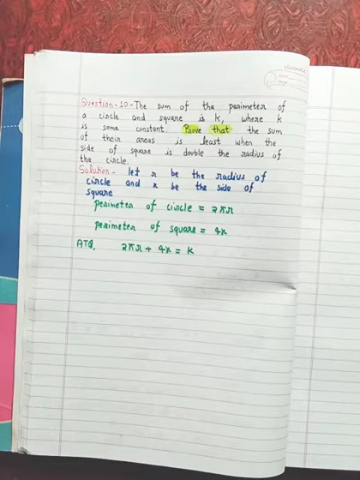 Question-10- The sum of the perimeter of
a circle and square is k, where k
is some constant. Prove that the sum
of their areas is least when the
side of square is double the radius of
the circle.
Solution - let r be the radius of
circle and x be the side of
square
perimeter of circle = 2πr
perimeter of square = 4x
ATQ, 2πr + 4x = k